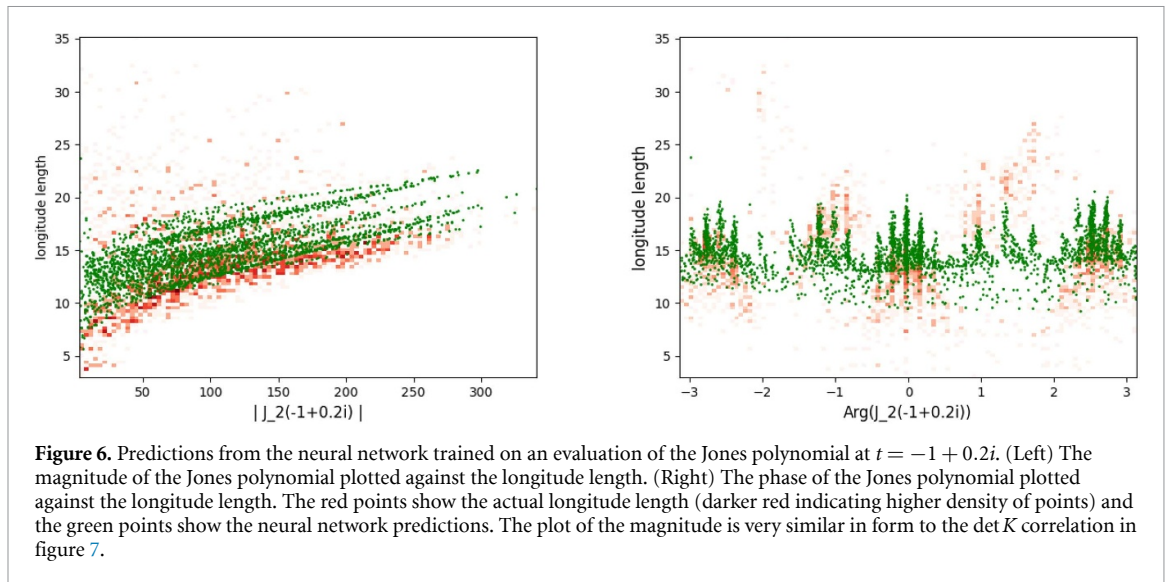 35
30
25
20
15
10
5
longitude length
50 100 150 200 250 300
| J_2(-1+0.2i) |
35
30
25
20
15
10
5
longitude length
−3 −2 −1 0 1 2 3
Arg(J_2(-1+0.2i))
Figure 6. Predictions from the neural network trained on an evaluation of the Jones polynomial at t = −1 + 0.2i. (Left) The
magnitude of the Jones polynomial plotted against the longitude length. (Right) The phase of the Jones polynomial plotted
against the longitude length. The red points show the actual longitude length (darker red indicating higher density of points) and
the green points show the neural network predictions. The plot of the magnitude is very similar in form to the det K correlation in
figure 7.